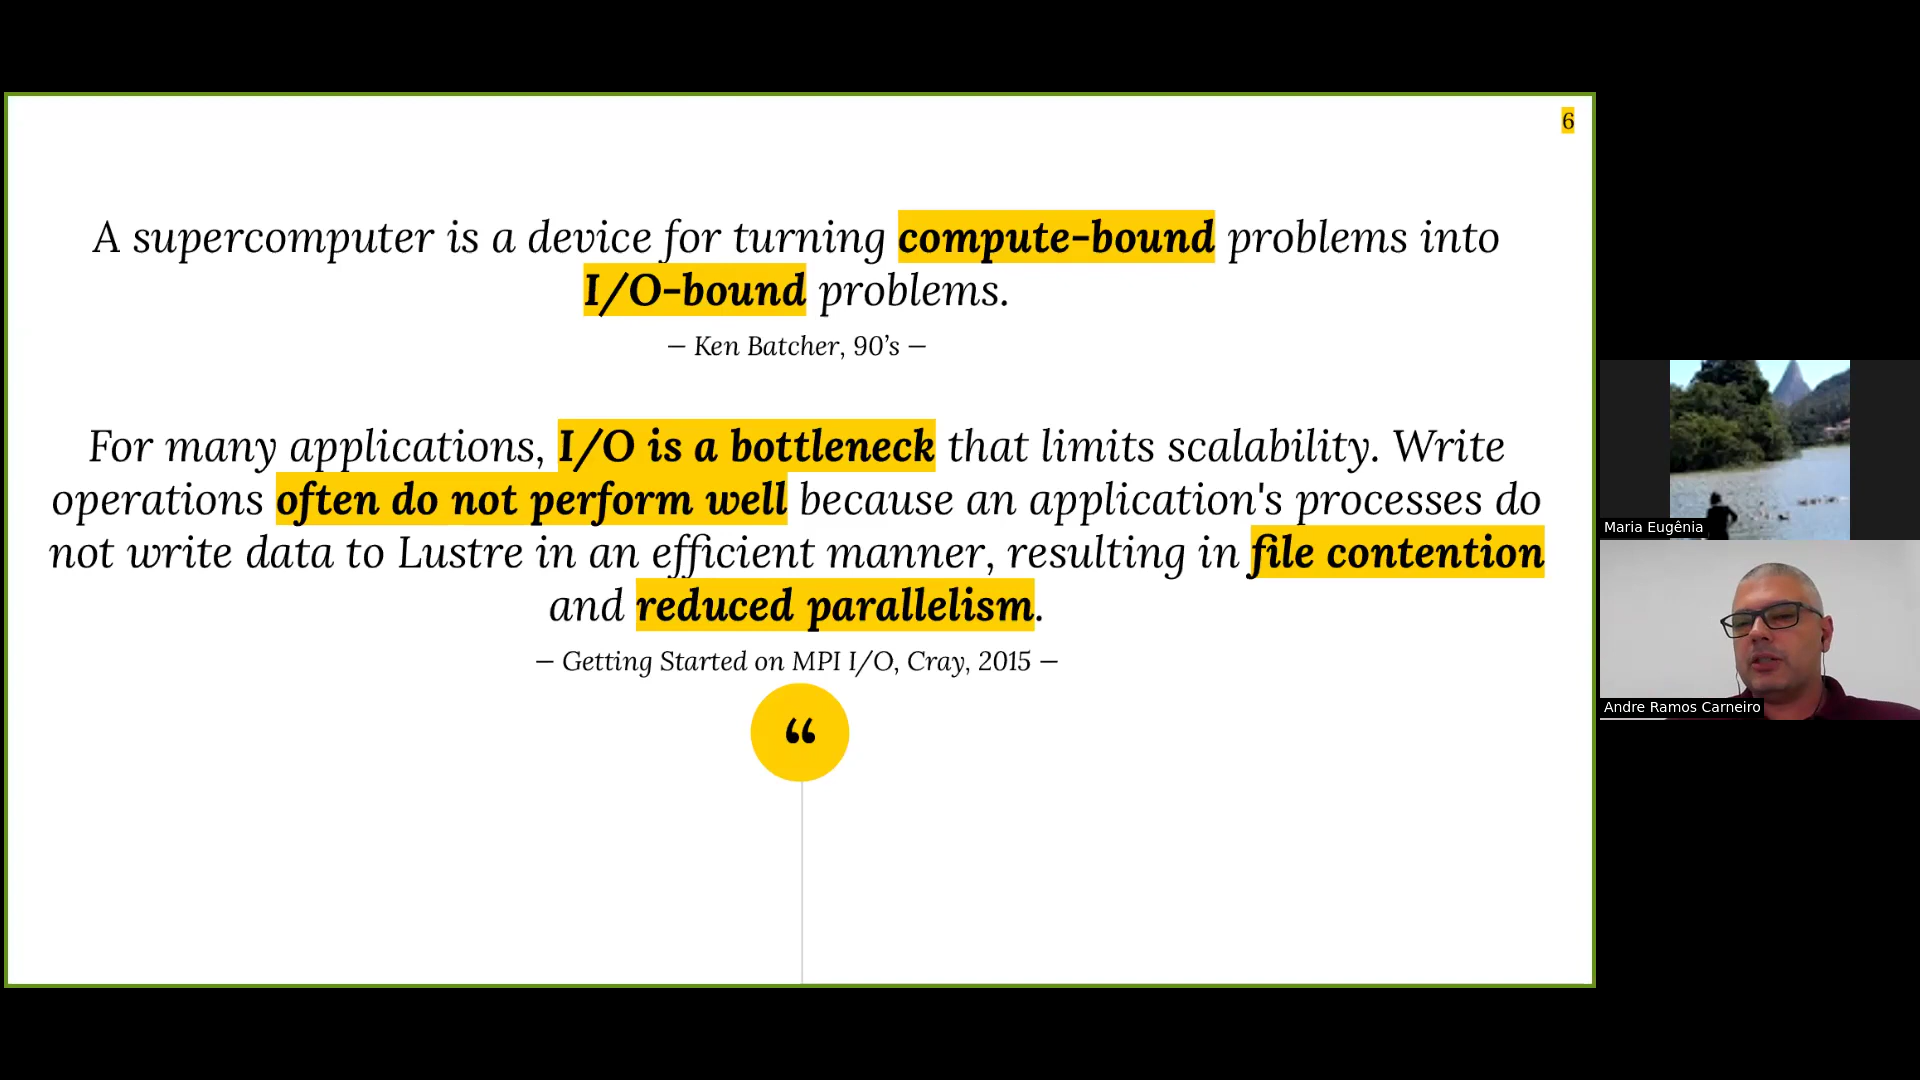 6
A supercomputer is a device for turning compute-bound problems into
I/O-bound problems.
— Ken Batcher, 90’s —
For many applications, I/O is a bottleneck that limits scalability. Write
operations often do not perform well because an application's processes do
not write data to Lustre in an efficient manner, resulting in file contention
and reduced parallelism.
— Getting Started on MPI I/O, Cray, 2015 —
“
Maria Eugênia
Andre Ramos Carneiro